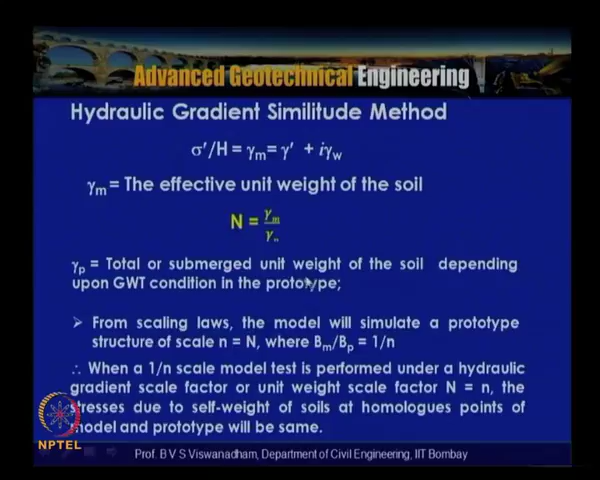 Advanced Geotechnical Engineering
Hydraulic Gradient Similitude Method
σ'/H = γm = γ' + iγw
γm = The effective unit weight of the soil
N = γm/γp
γp = Total or submerged unit weight of the soil depending
upon GWT condition in the prototype;
➢ From scaling laws, the model will simulate a prototype
structure of scale n = N, where Bm/Bp = 1/n
∴ When a 1/n scale model test is performed under a hydraulic
gradient scale factor or unit weight scale factor N = n, the
stresses due to self-weight of soils at homologues points of
model and prototype will be same.
NPTEL
Prof. B V S Viswanadham, Department of Civil Engineering, IIT Bombay